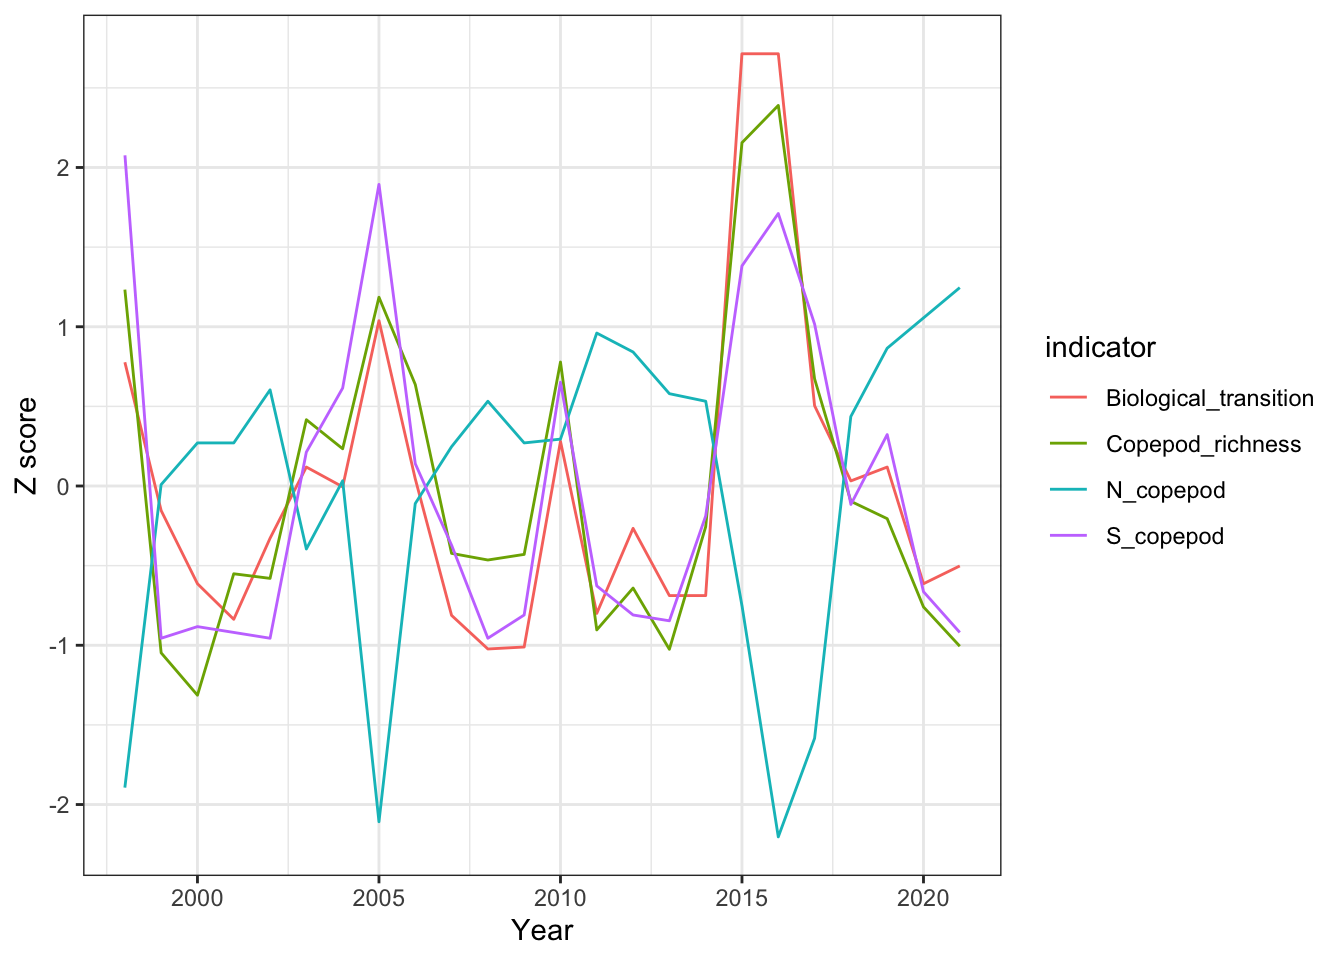 2
1
0
-1
-2
Z score
2000
2005
2010
2015
2020
Year
indicator
Biological_transition
Copepod_richness
N_copepod
S_copepod